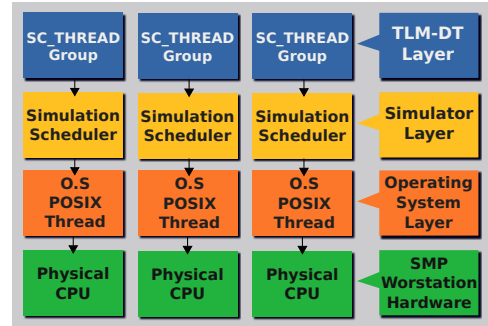 SC_THREAD
Group
SC_THREAD
Group
SC_THREAD
Group
TLM-DT
Layer
Simulation
Scheduler
Simulation
Scheduler
Simulation
Scheduler
Simulator
Layer
O.S
POSIX
Thread
O.S
POSIX
Thread
O.S
POSIX
Thread
Operating
System
Layer
Physical
CPU
Physical
CPU
Physical
CPU
SMP
Worstation
Hardware